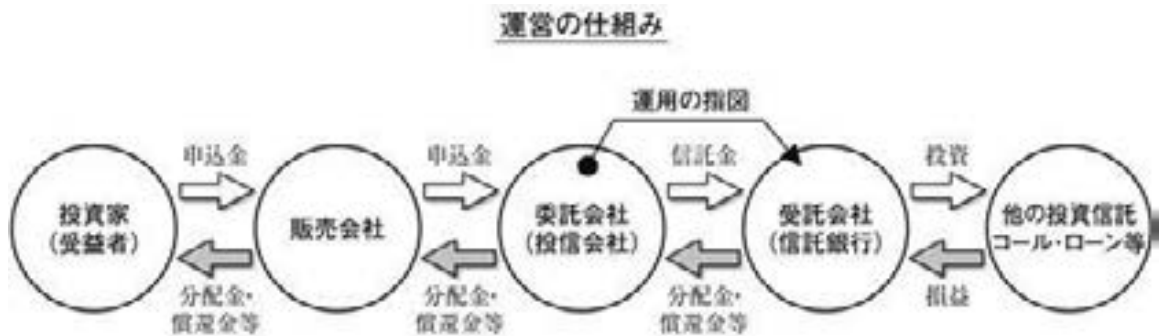 運営の仕組み
運用の指図
申込金
申込金
信託金
投資
投資家
(受益者)
販売会社
委託会社
(投信会社)
受託会社
(信託銀行)
他の投資信託
コール・ローン等
分配金・
償還金等
分配金・
償還金等
分配金・
償還金等
損益